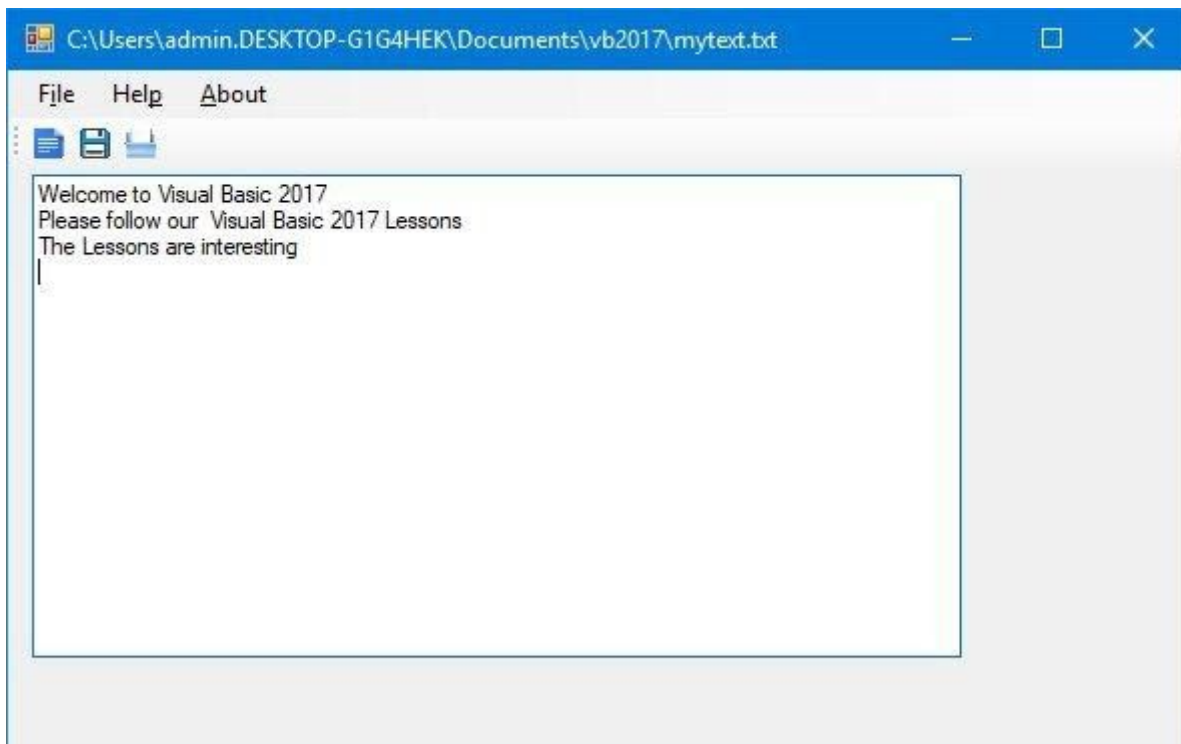 C:\Users\admin.DESKTOP-G1G4HEK\Documents\vb2017\mytext.txt
File Help About
Welcome to Visual Basic 2017
Please follow our  Visual Basic 2017 Lessons
The Lessons are interesting